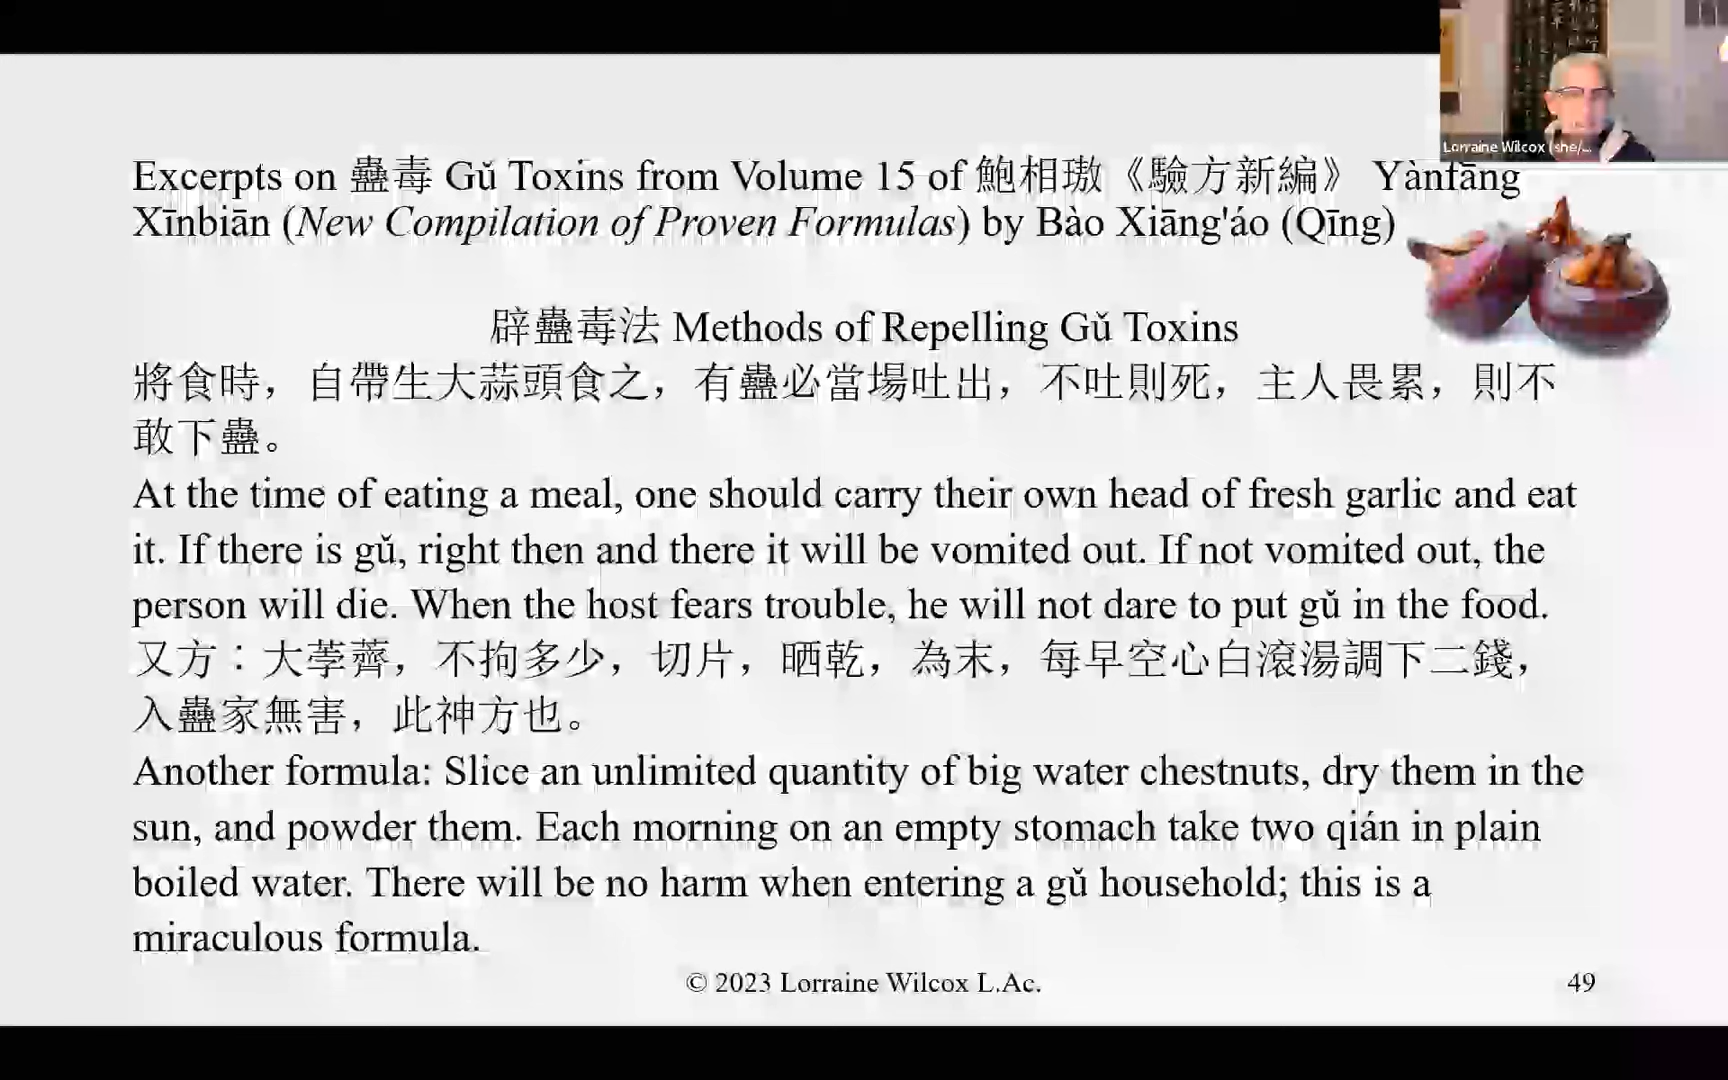 Lorraine Wilcox (she/...
Excerpts on 蠱毒 Gǔ Toxins from Volume 15 of 鮑相璈《驗方新編》 Yànfāng
Xīnbiān (New Compilation of Proven Formulas) by Bào Xiāng'áo (Qīng)
辟蠱毒法 Methods of Repelling Gǔ Toxins
將食時，自帶生大蒜頭食之，有蠱必當場吐出，不吐則死，主人畏累，則不
敢下蠱。
At the time of eating a meal, one should carry their own head of fresh garlic and eat
it. If there is gǔ, right then and there it will be vomited out. If not vomited out, the
person will die. When the host fears trouble, he will not dare to put gǔ in the food.
又方：大荸薺，不拘多少，切片，晒乾，為末，每早空心白滾湯調下二錢，
入蠱家無害，此神方也。
Another formula: Slice an unlimited quantity of big water chestnuts, dry them in the
sun, and powder them. Each morning on an empty stomach take two qián in plain
boiled water. There will be no harm when entering a gǔ household; this is a
miraculous formula.
© 2023 Lorraine Wilcox L.Ac.
49